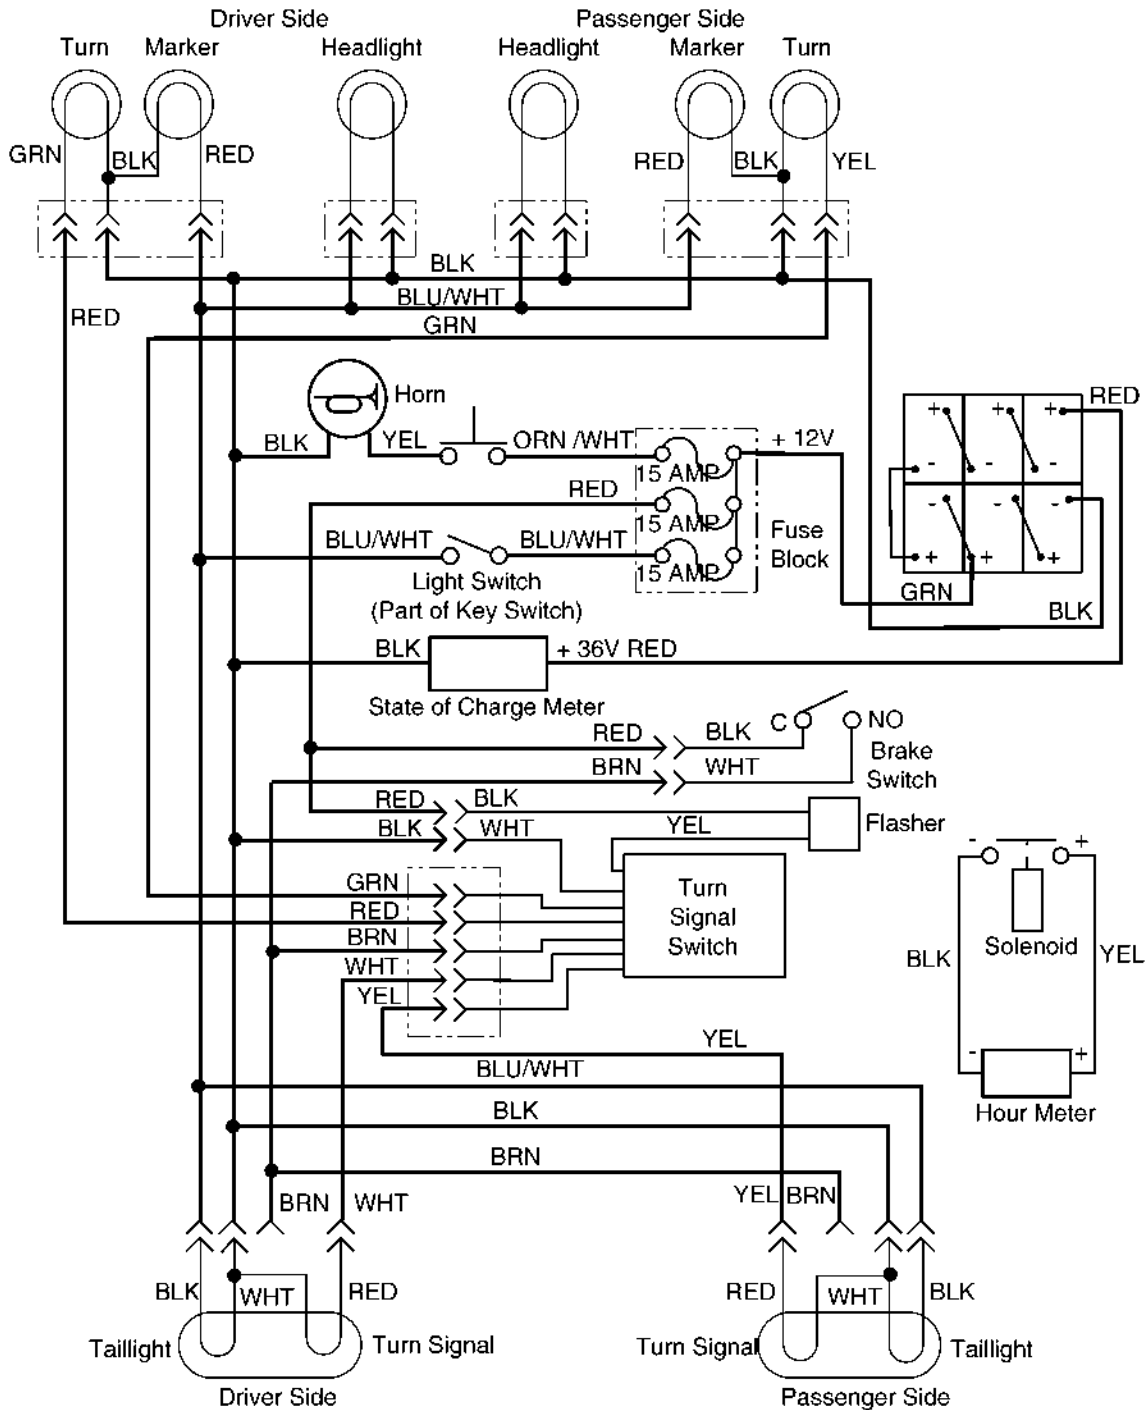 Driver Side
Passenger Side
Turn
Marker
Headlight
Headlight
Marker
Turn
GRN
BLK
RED
RED
BLK
YEL
BLK
BLU/WHT
RED
GRN
Horn
RED
BLK
YEL
ORN /WHT
+ 12V
15 AMP
RED
15 AMP
BLU/WHT
BLU/WHT
Fuse
Block
15 AMP
Light Switch
(Part of Key Switch)
+
+
+
-
-
-
-
-
-
+
+
+
GRN
BLK
BLK
+ 36V RED
State of Charge Meter
C
NO
RED
BLK
Brake
Switch
BRN
WHT
RED
BLK
Flasher
BLK
WHT
YEL
GRN
RED
BRN
WHT
YEL
Turn
Signal
Switch
-
+
Solenoid
BLK
YEL
-
+
Hour Meter
YEL
BLU/WHT
BLK
BRN
BRN
WHT
YEL
BRN
BLK
WHT
RED
RED
WHT
BLK
Taillight
Turn Signal
Turn Signal
Taillight
Driver Side
Passenger Side